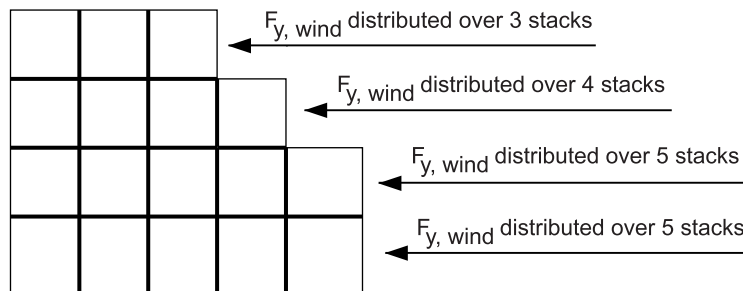 Fy, wind distributed over 3 stacks
Fy, wind distributed over 4 stacks
Fy, wind distributed over 5 stacks
Fy, wind distributed over 5 stacks